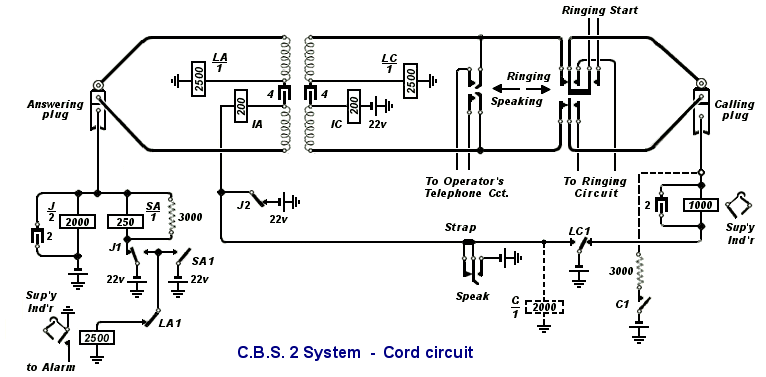 Ringing Start
LA
1
2500
LC
1
2500
4
4
200
IA
200
IC
22v
Ringing
Speaking
Answering
plug
Calling
plug
To Operator's
Telephone Cct.
To Ringing
Circuit
J
2
2000
2
250
SA
1
3000
J2
22v
2
1000
Sup'y
Ind'r
J1
22v
SA1
22v
Strap
LC1
Speak
C
1
2000
3000
C1
Sup'y
Ind'r
2500
LA1
to Alarm
C.B.S. 2 System - Cord circuit